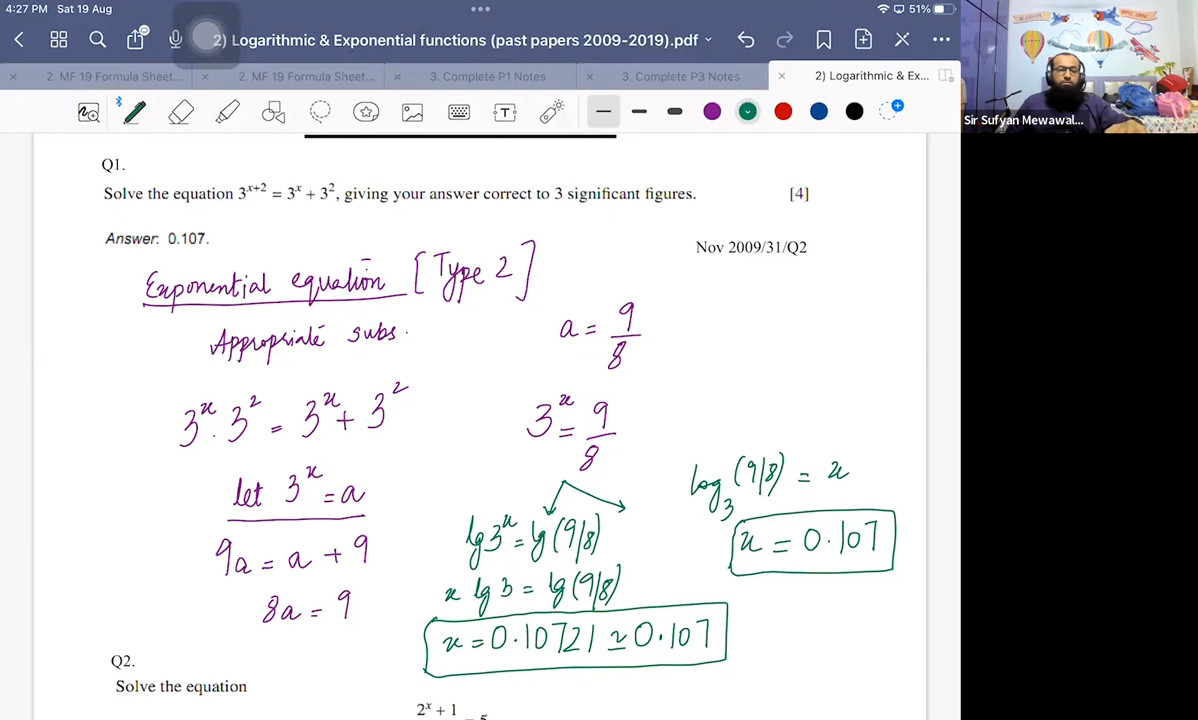 4:27 PM Sat 19 Aug
51%
2) Logarithmic & Exponential functions (past papers 2009-2019).pdf
2. MF 19 Formula Sheet...
2. MF 19 Formula Sheet...
3. Complete P1 Notes
3. Complete P3 Notes
2) Logarithmic & Ex...
Sir Sufyan Mewawal...
Q1.
Solve the equation 3^{x+2} = 3^x + 3^2, giving your answer correct to 3 significant figures. [4]
Answer: 0.107.
Nov 2009/31/Q2
Exponential equation [Type 2]
Appropriate subs.
3^x . 3^2 = 3^x + 3^2
let 3^x = a
9a = a + 9
8a = 9
a = 9/8
3^x = 9/8
lg 3^x = lg (9/8)
x lg 3 = lg (9/8)
x = 0.10721 ≃ 0.107
log_3 (9/8) = x
x = 0.107
Q2.
Solve the equation
2^x + 1
= 5